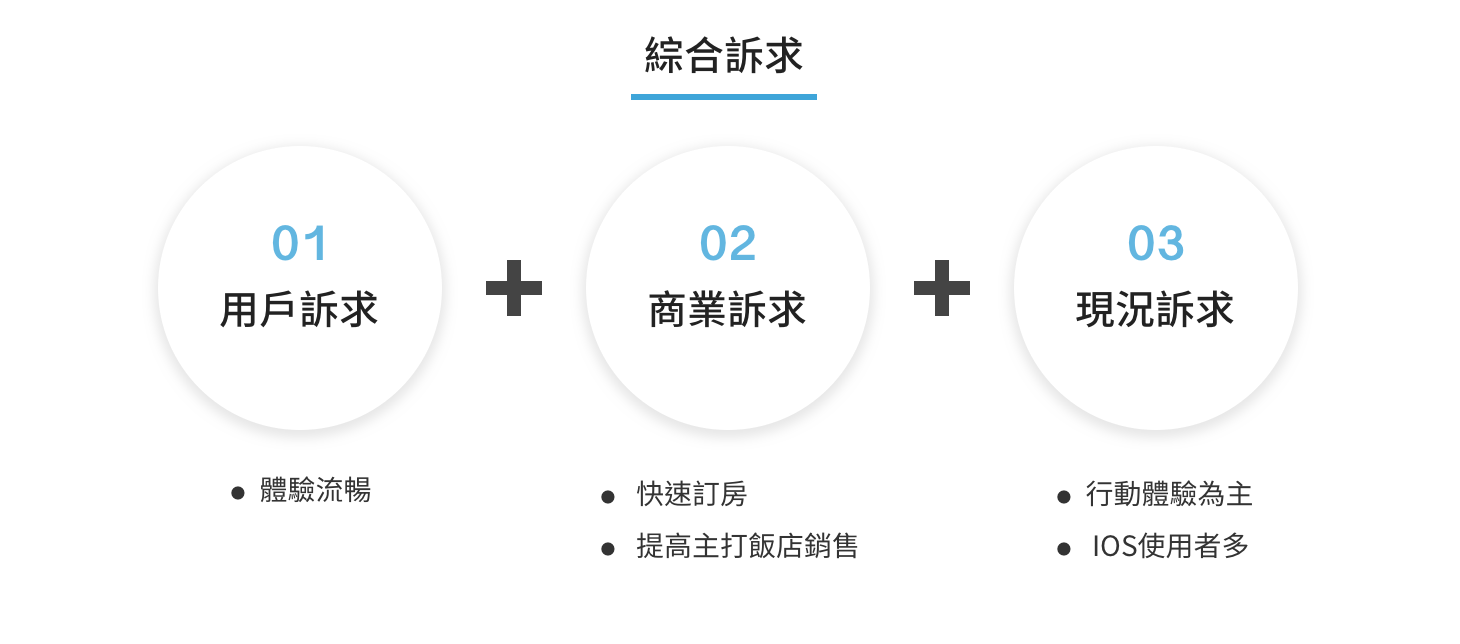 綜合訴求
01
用戶訴求
02
商業訴求
03
現況訴求
● 體驗流暢
● 快速訂房
● 提高主打飯店銷售
● 行動體驗為主
● IOS使用者多